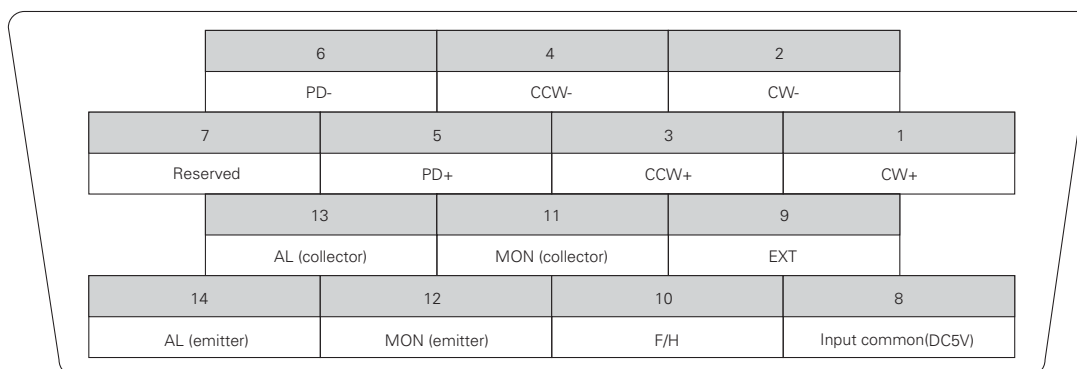 6 4 2
PD- CCW- CW-
7 5 3 1
Reserved PD+ CCW+ CW+
13 11 9
AL (collector) MON (collector) EXT
14 12 10 8
AL (emitter) MON (emitter) F/H Input common(DC5V)